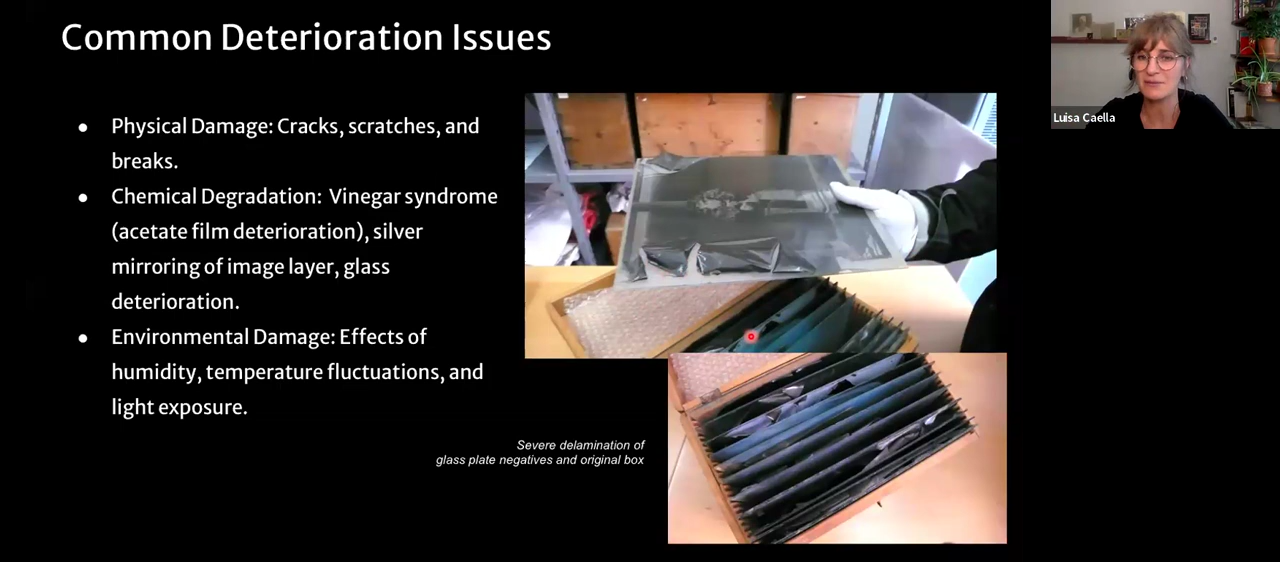 Common Deterioration Issues
● Physical Damage: Cracks, scratches, and
breaks.
● Chemical Degradation: Vinegar syndrome
(acetate film deterioration), silver
mirroring of image layer, glass
deterioration.
● Environmental Damage: Effects of
humidity, temperature fluctuations, and
light exposure.
Severe delamination of
glass plate negatives and original box
Luisa Caella